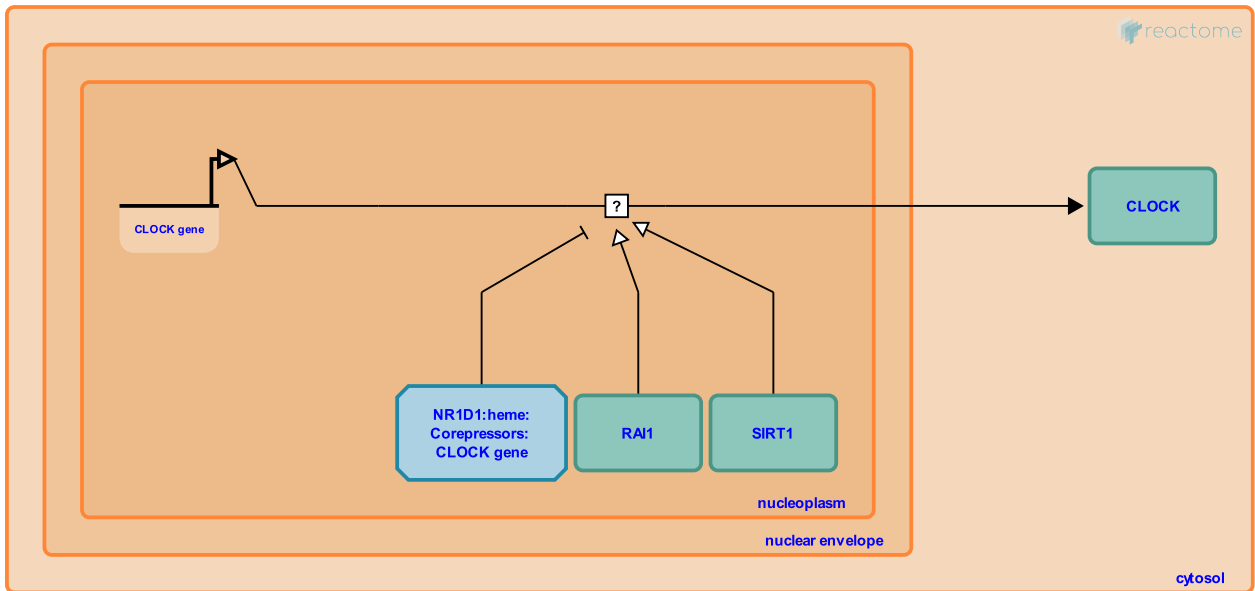 reactome
CLOCK gene
?
CLOCK
NR1D1:heme:
Corepressors:
CLOCK gene
RAI1
SIRT1
nucleoplasm
nuclear envelope
cytosol